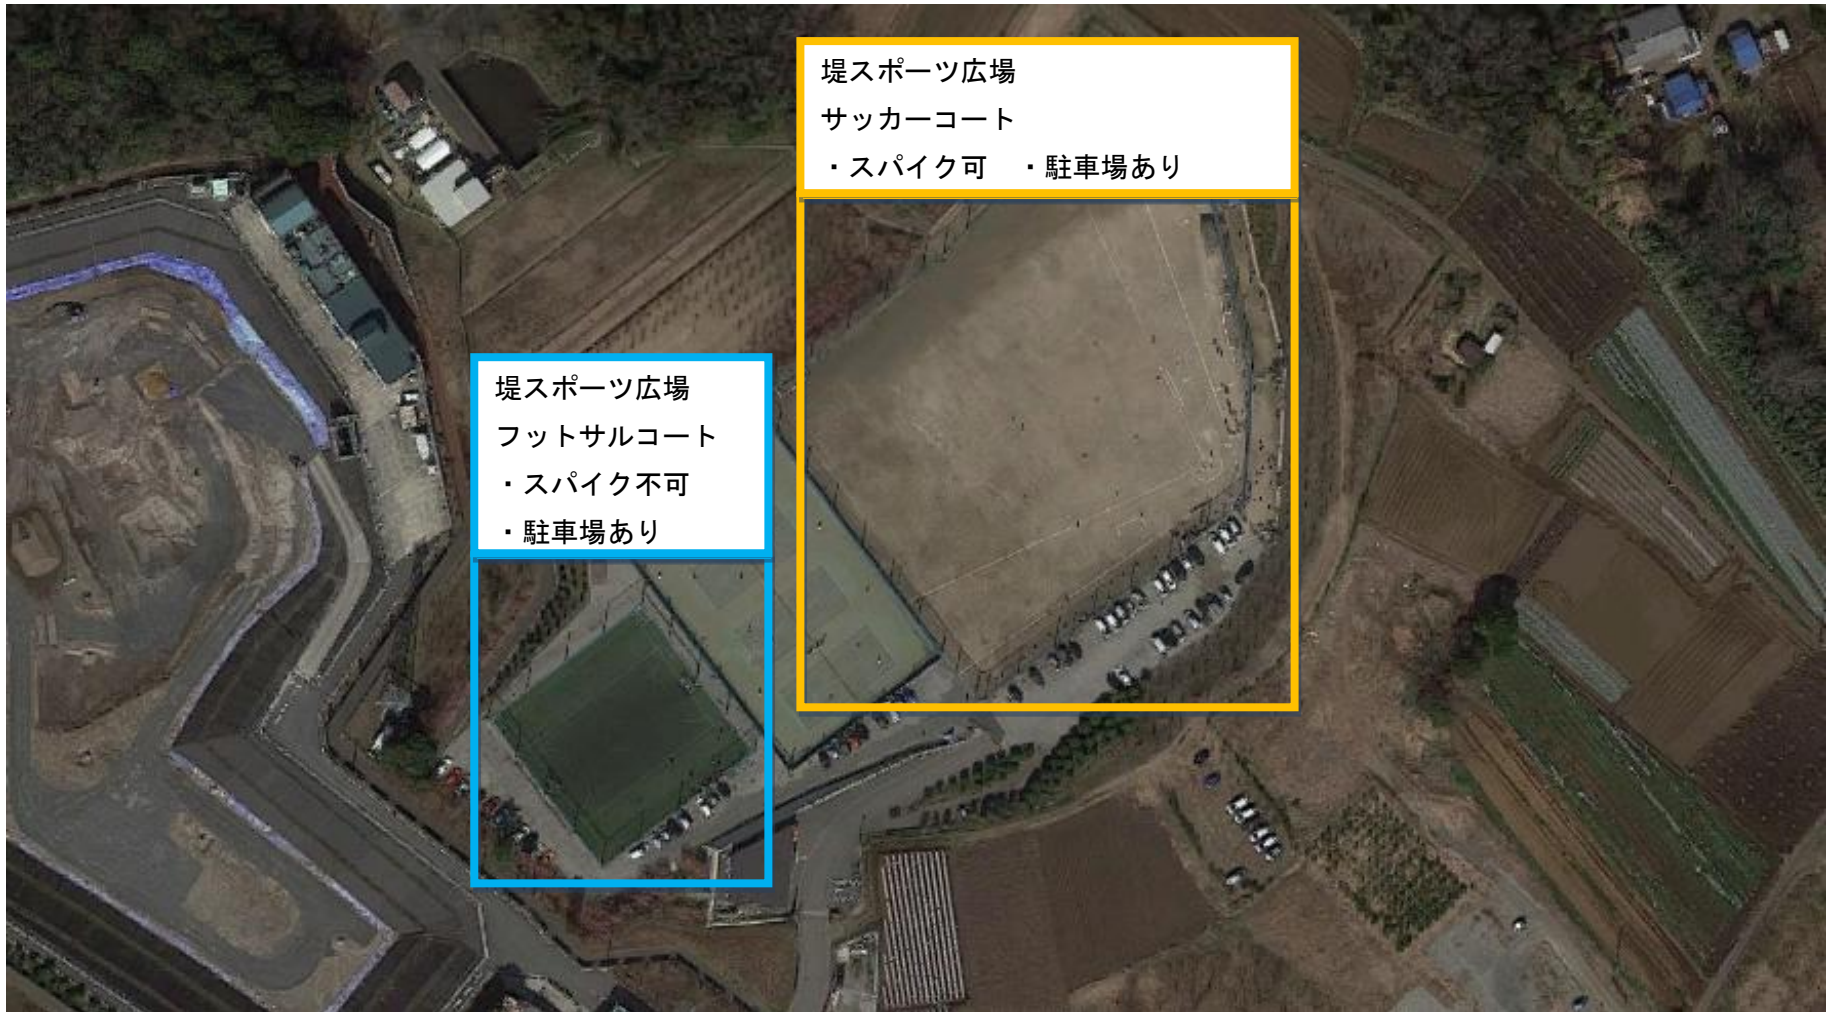 堤スポーツ広場
サッカーコート
・スパイク可　・駐車場あり
堤スポーツ広場
フットサルコート
・スパイク不可
・駐車場あり